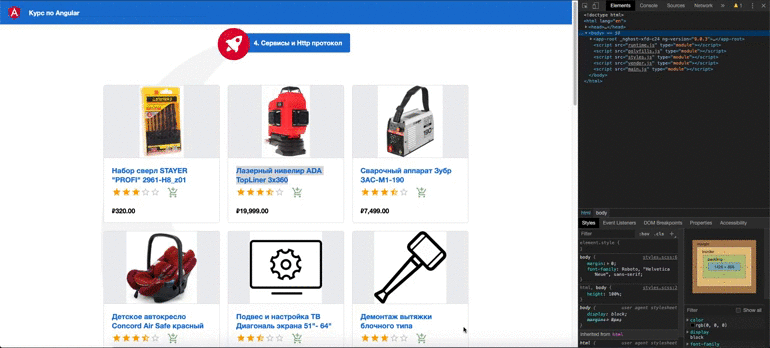 Курс по Angular
4. Сервисы и Http протокол
Набор сверл STAYER
"PROFI" 2961-H8_z01
₽320.00
Лазерный нивелир ADA
TopLiner 3x360
₽19,999.00
Сварочный аппарат Зубр
ЗАС-М1-190
₽7,499.00
Детское автокресло
Concord Air Safe красный
Подвес и настройка ТВ
Диагональ экрана 51"- 64"
Демонтаж вытяжки
блочного типа
Elements
Console
Sources
Network
»
1
<!doctype html>
<html lang="en">
<head>…</head>
<body> == $0
<app-root _nghost-xfd-c24 ng-version="9.0.3">…</app-root>
<script src="runtime.js" type="module"></script>
<script src="polyfills.js" type="module"></script>
<script src="styles.js" type="module"></script>
<script src="vendor.js" type="module"></script>
<script src="main.js" type="module"></script>
</body>
</html>
html body
Styles
Event Listeners
DOM Breakpoints
Properties
Accessibility
Filter
:hov .cls +
element.style {
}
body {
styles.scss:6
margin: 0;
font-family: Roboto, "Helvetica
Neue", sans-serif;
}
html, body {
height: 100%;
}
body {
user agent stylesheet
display: block;
margin: 8px;
}
Inherited from html
html {
user agent stylesheet
margin
border
padding
Filter
Show all
color
rgb(0, 0, 0)
display
block
font-family